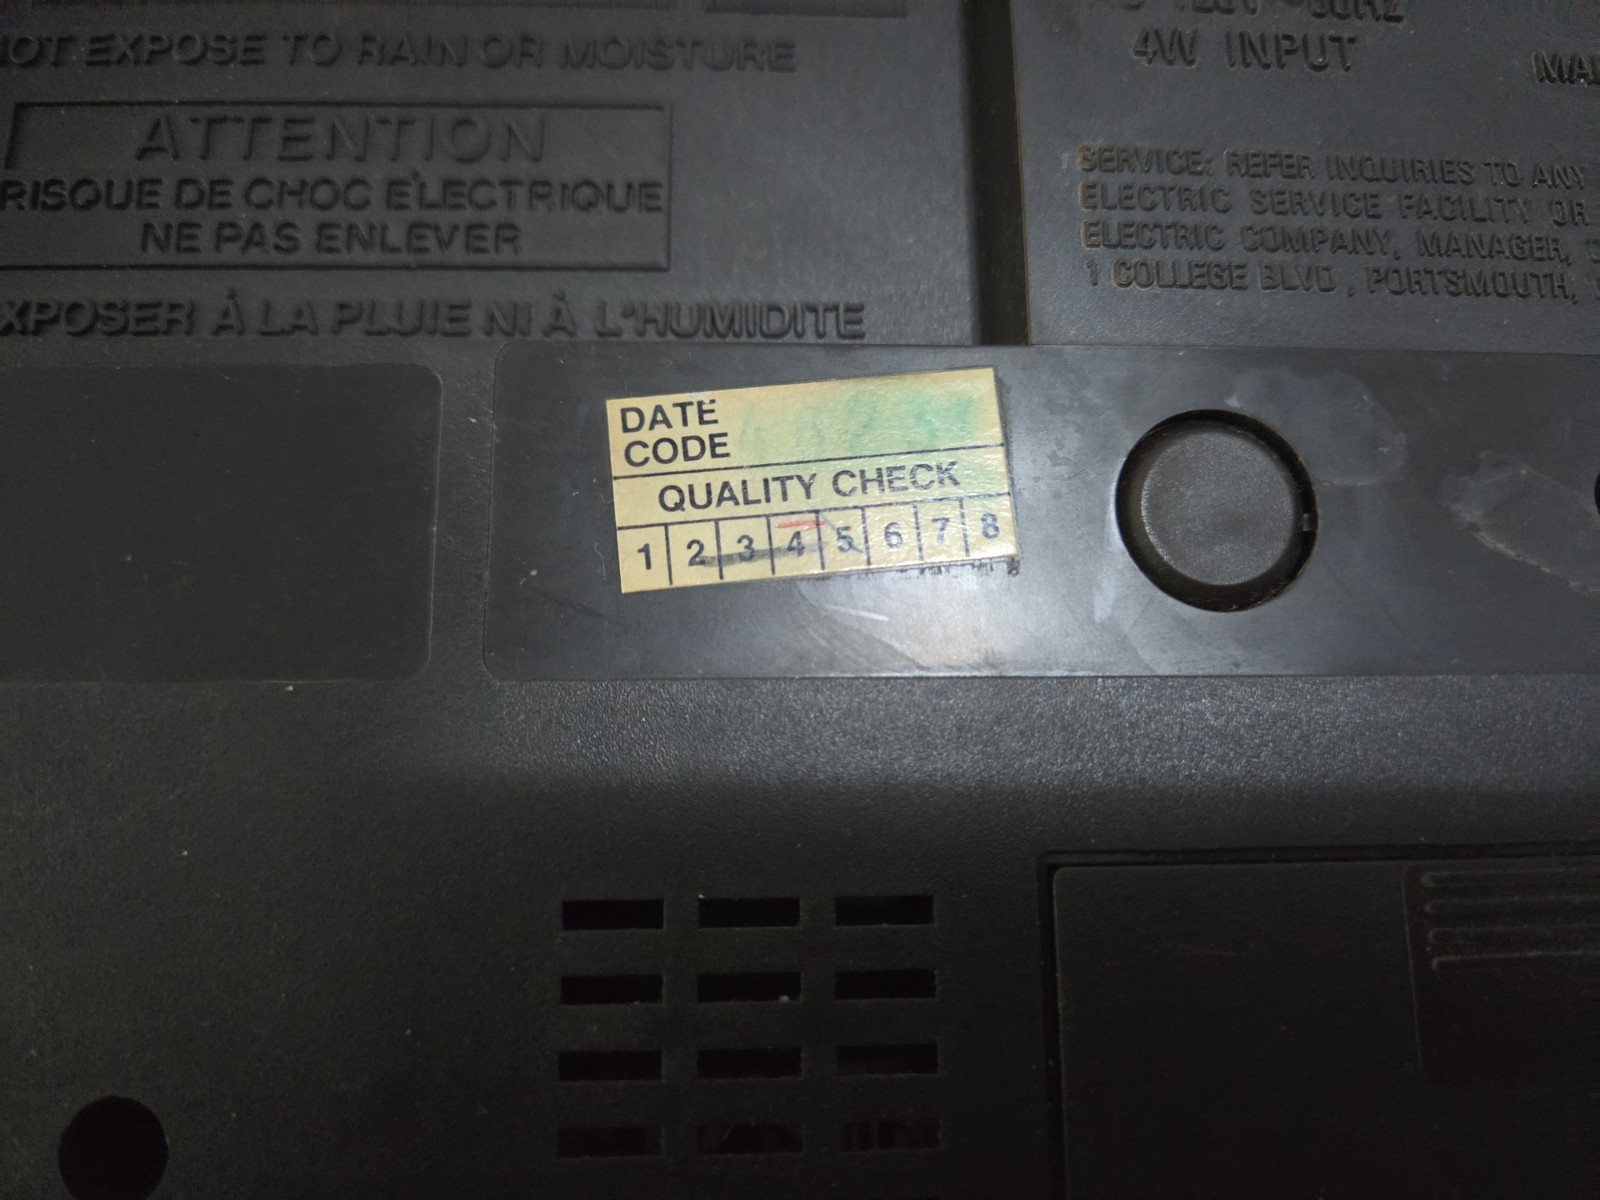 NOT EXPOSE TO RAIN OR MOISTURE
ATTENTION
RISQUE DE CHOC ÉLECTRIQUE
NE PAS ENLEVER
EXPOSER À LA PLUIE NI À L'HUMIDITE
4W INPUT
SERVICE: REFER INQUIRIES TO ANY
ELECTRIC SERVICE FACILITY OR
ELECTRIC COMPANY, MANAGER,
1 COLLEGE BLVD, PORTSMOUTH,
DATE
CODE
QUALITY CHECK
1 2 3 4 5 6 7 8